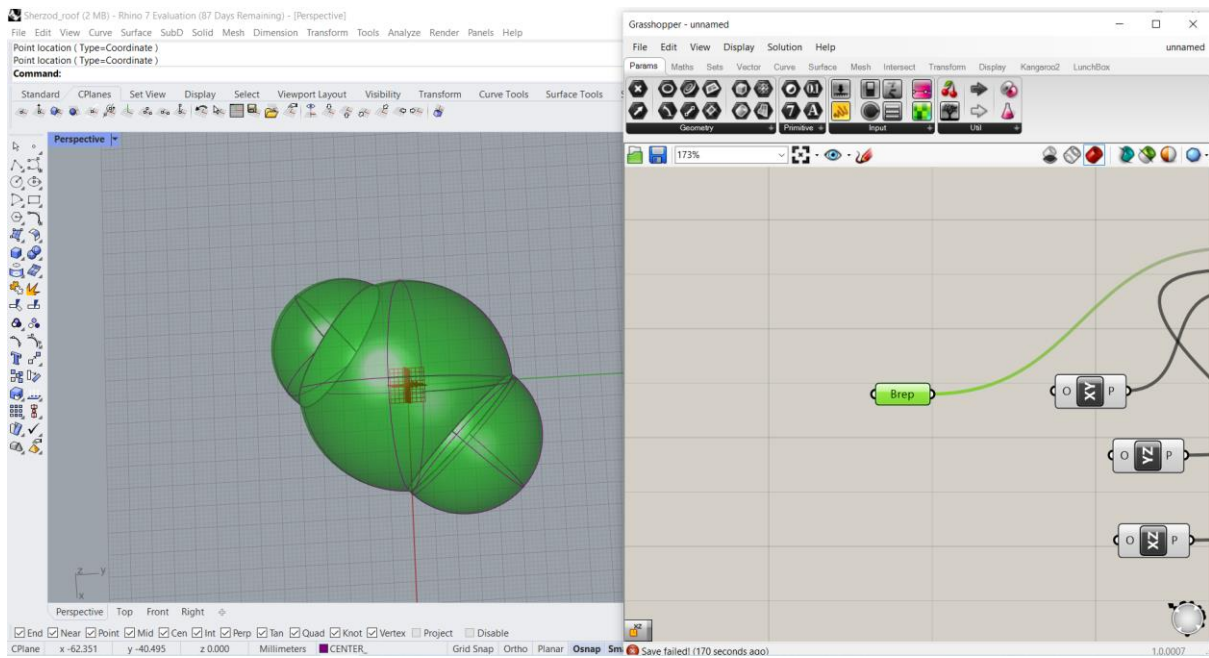 Sherzod_roof (2 MB) - Rhino 7 Evaluation (87 Days Remaining) - [Perspective]
File Edit View Curve Surface SubD Solid Mesh Dimension Transform Tools Analyze Render Panels Help
Point location ( Type=Coordinate )
Point location ( Type=Coordinate )
Command:
Standard CPlanes Set View Display Select Viewport Layout Visibility Transform Curve Tools Surface Tools S
Perspective
z y
x
Perspective Top Front Right
End Near Point Mid Cen Int Perp Tan Quad Knot Vertex Project Disable
CPlane x -62.351 y -40.495 z 0.000 Millimeters CENTER_ Grid Snap Ortho Planar Osnap Sm
Grasshopper - unnamed
File Edit View Display Solution Help unnamed
Params Maths Sets Vector Curve Surface Mesh Intersect Transform Display Kangaroo2 LunchBox
Geometry Primitive Input Util
173%
Brep
O XY P
O YZ P
O XZ P
XZ
Save failed! (170 seconds ago) 1.0.0007